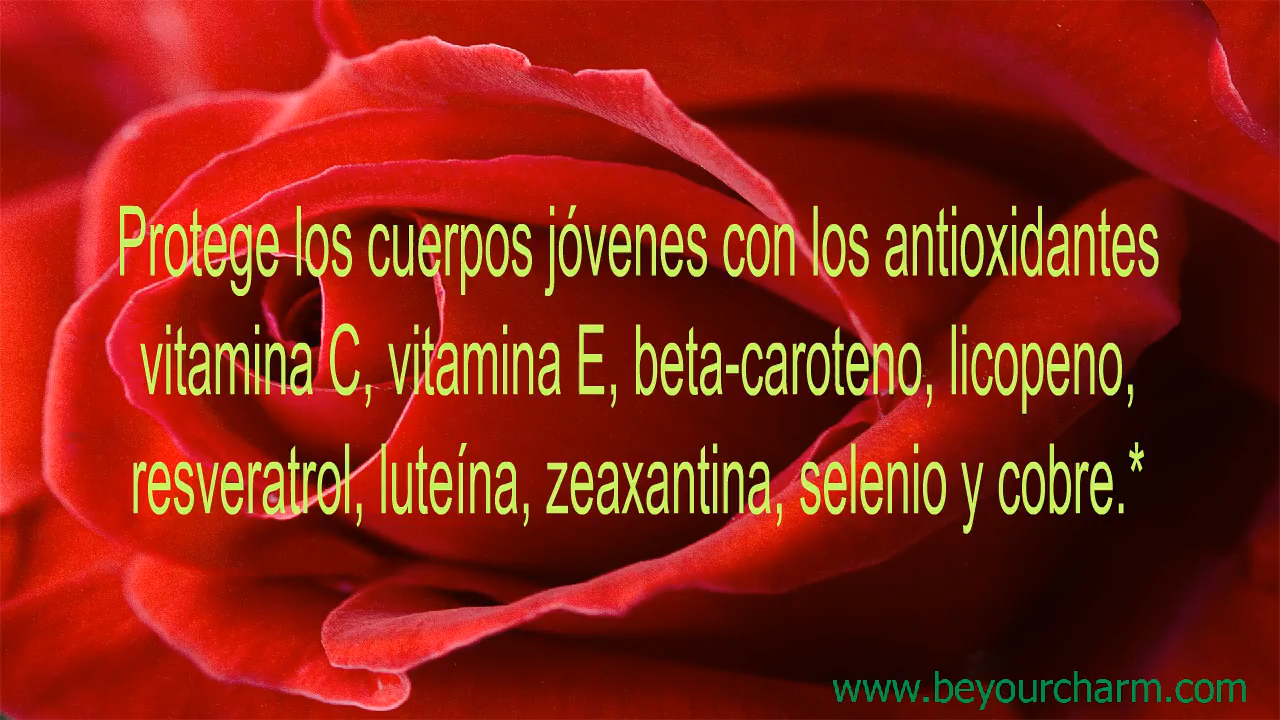 Protege los cuerpos jóvenes con los antioxidantes
vitamina C, vitamina E, beta-caroteno, licopeno,
resveratrol, luteína, zeaxantina, selenio y cobre.*
www.beyourcharm.com